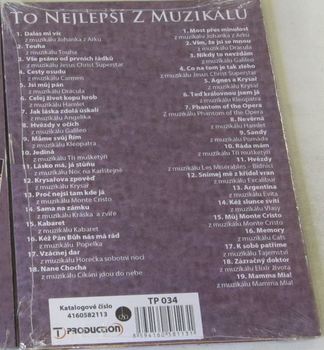 To Nejlepší z Muzikálů
1. Dalas mi víc
z muzikálu Johanka z Arku
2. Touha
z muzikálu Touha
3. Vše psáno od prvních řádků
z muzikálu Jesus Christ Superstar
4. Cesty osudu
z muzikálu Carmen
5. Jsi můj pán
z muzikálu Dracula
6. Celej život kopu hrob
z muzikálu Hamlet
7. Jak láska zdolá úskalí
z muzikálu Angelika
8. Hvězdy v očích
z muzikálu Galileo
9. Máme svůj film
z muzikálu Kleopatra
10. Jediná
z muzikálu Tři mušketýři
11. Lásko má, já stůňu
z muzikálu Noc na Karlštejně
12. Krysařova zpověď
z muzikálu Krysař
13. Proč nejsi tam kde já
z muzikálu Monte Cristo
14. Sama na zámku
z muzikálu Kráska a zvíře
15. Kabaret
z muzikálu Kabaret
16. Kéž Pán Bůh nás má rád
z muzikálu Popelka
17. Vzácnej dar
z muzikálu Horečka sobotní noci
18. Nane Chocha
z muzikálu Cikáni jdou do nebe
1. Most přes minulost
z muzikálu Johanka z Arku
2. Vím, že jsi se mnou
z muzikálu Dracula
3. Nikdy to nevzdám
z muzikálu Galileo
4. Co na tom je tak zlého
z muzikálu Jesus Christ Superstar
5. Agnes a Krysař
z muzikálu Krysař
6. Teď královnou jsem já
z muzikálu Kleopatra
7. Phantom of the Opera
z muzikálu Phantom of the Opera
8. Nevěrná
z muzikálu Hamlet
9. Sandy
z muzikálu Pomáda
10. Ráda mám
z muzikálu Tři mušketýři
11. Hvězdy
z muzikálu Les Misérables - Bídníci
12. Snímej mě z křídel vran
z muzikálu Excalibur
13. Argentina
z muzikálu Evita
14. Kéž slunce svítí
z muzikálu Vlasy
15. Můj Monte Cristo
z muzikálu Monte Cristo
16. Memory
z muzikálu Cats
17. K sobě patříme
z muzikálu Tajemství
18. Zázračný doktor
z muzikálu Elixír života
19. Mamma Mia!
z muzikálu Mamma Mia!
Katalogové číslo
4160582113
TP 034
T PRODUCTION
8 594160 581131